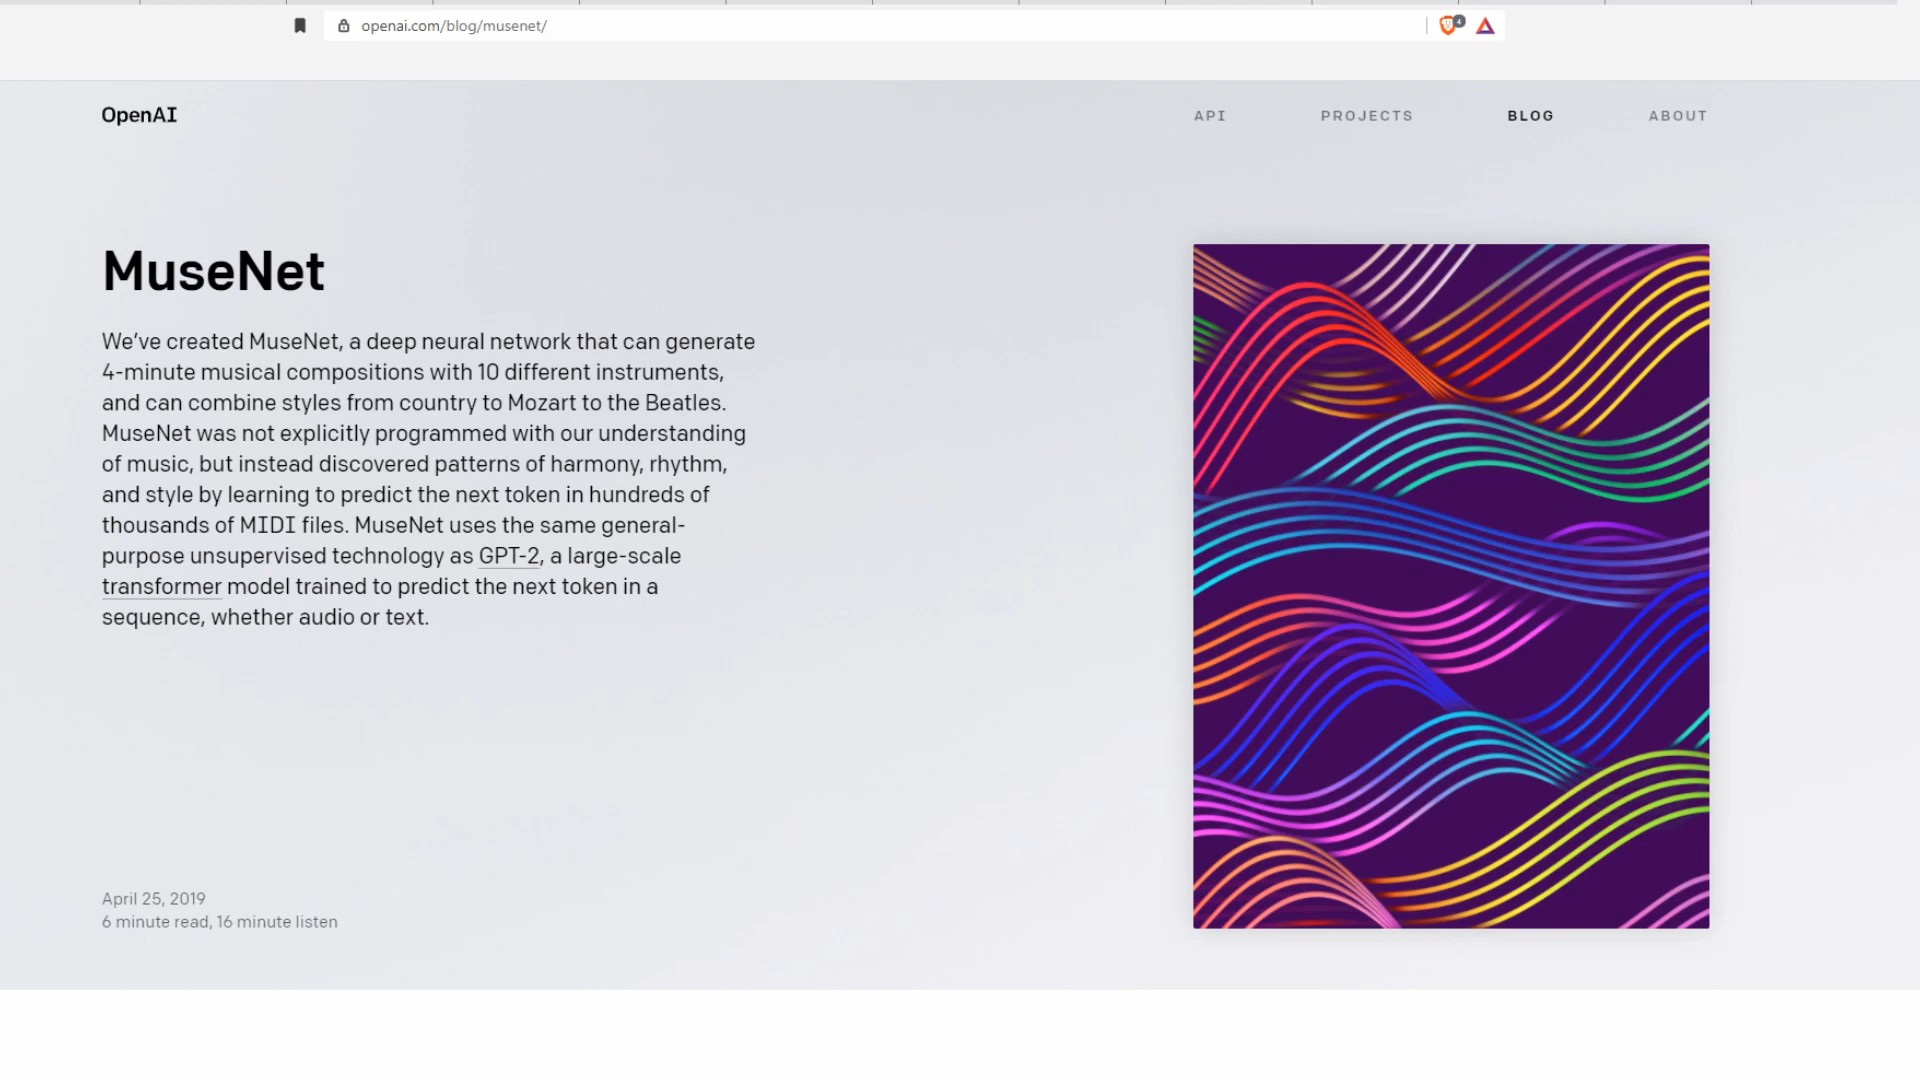 openai.com/blog/musenet/
4
OpenAI
API PROJECTS BLOG ABOUT
MuseNet
We’ve created MuseNet, a deep neural network that can generate
4-minute musical compositions with 10 different instruments,
and can combine styles from country to Mozart to the Beatles.
MuseNet was not explicitly programmed with our understanding
of music, but instead discovered patterns of harmony, rhythm,
and style by learning to predict the next token in hundreds of
thousands of MIDI files. MuseNet uses the same general-
purpose unsupervised technology as GPT-2, a large-scale
transformer model trained to predict the next token in a
sequence, whether audio or text.
April 25, 2019
6 minute read, 16 minute listen